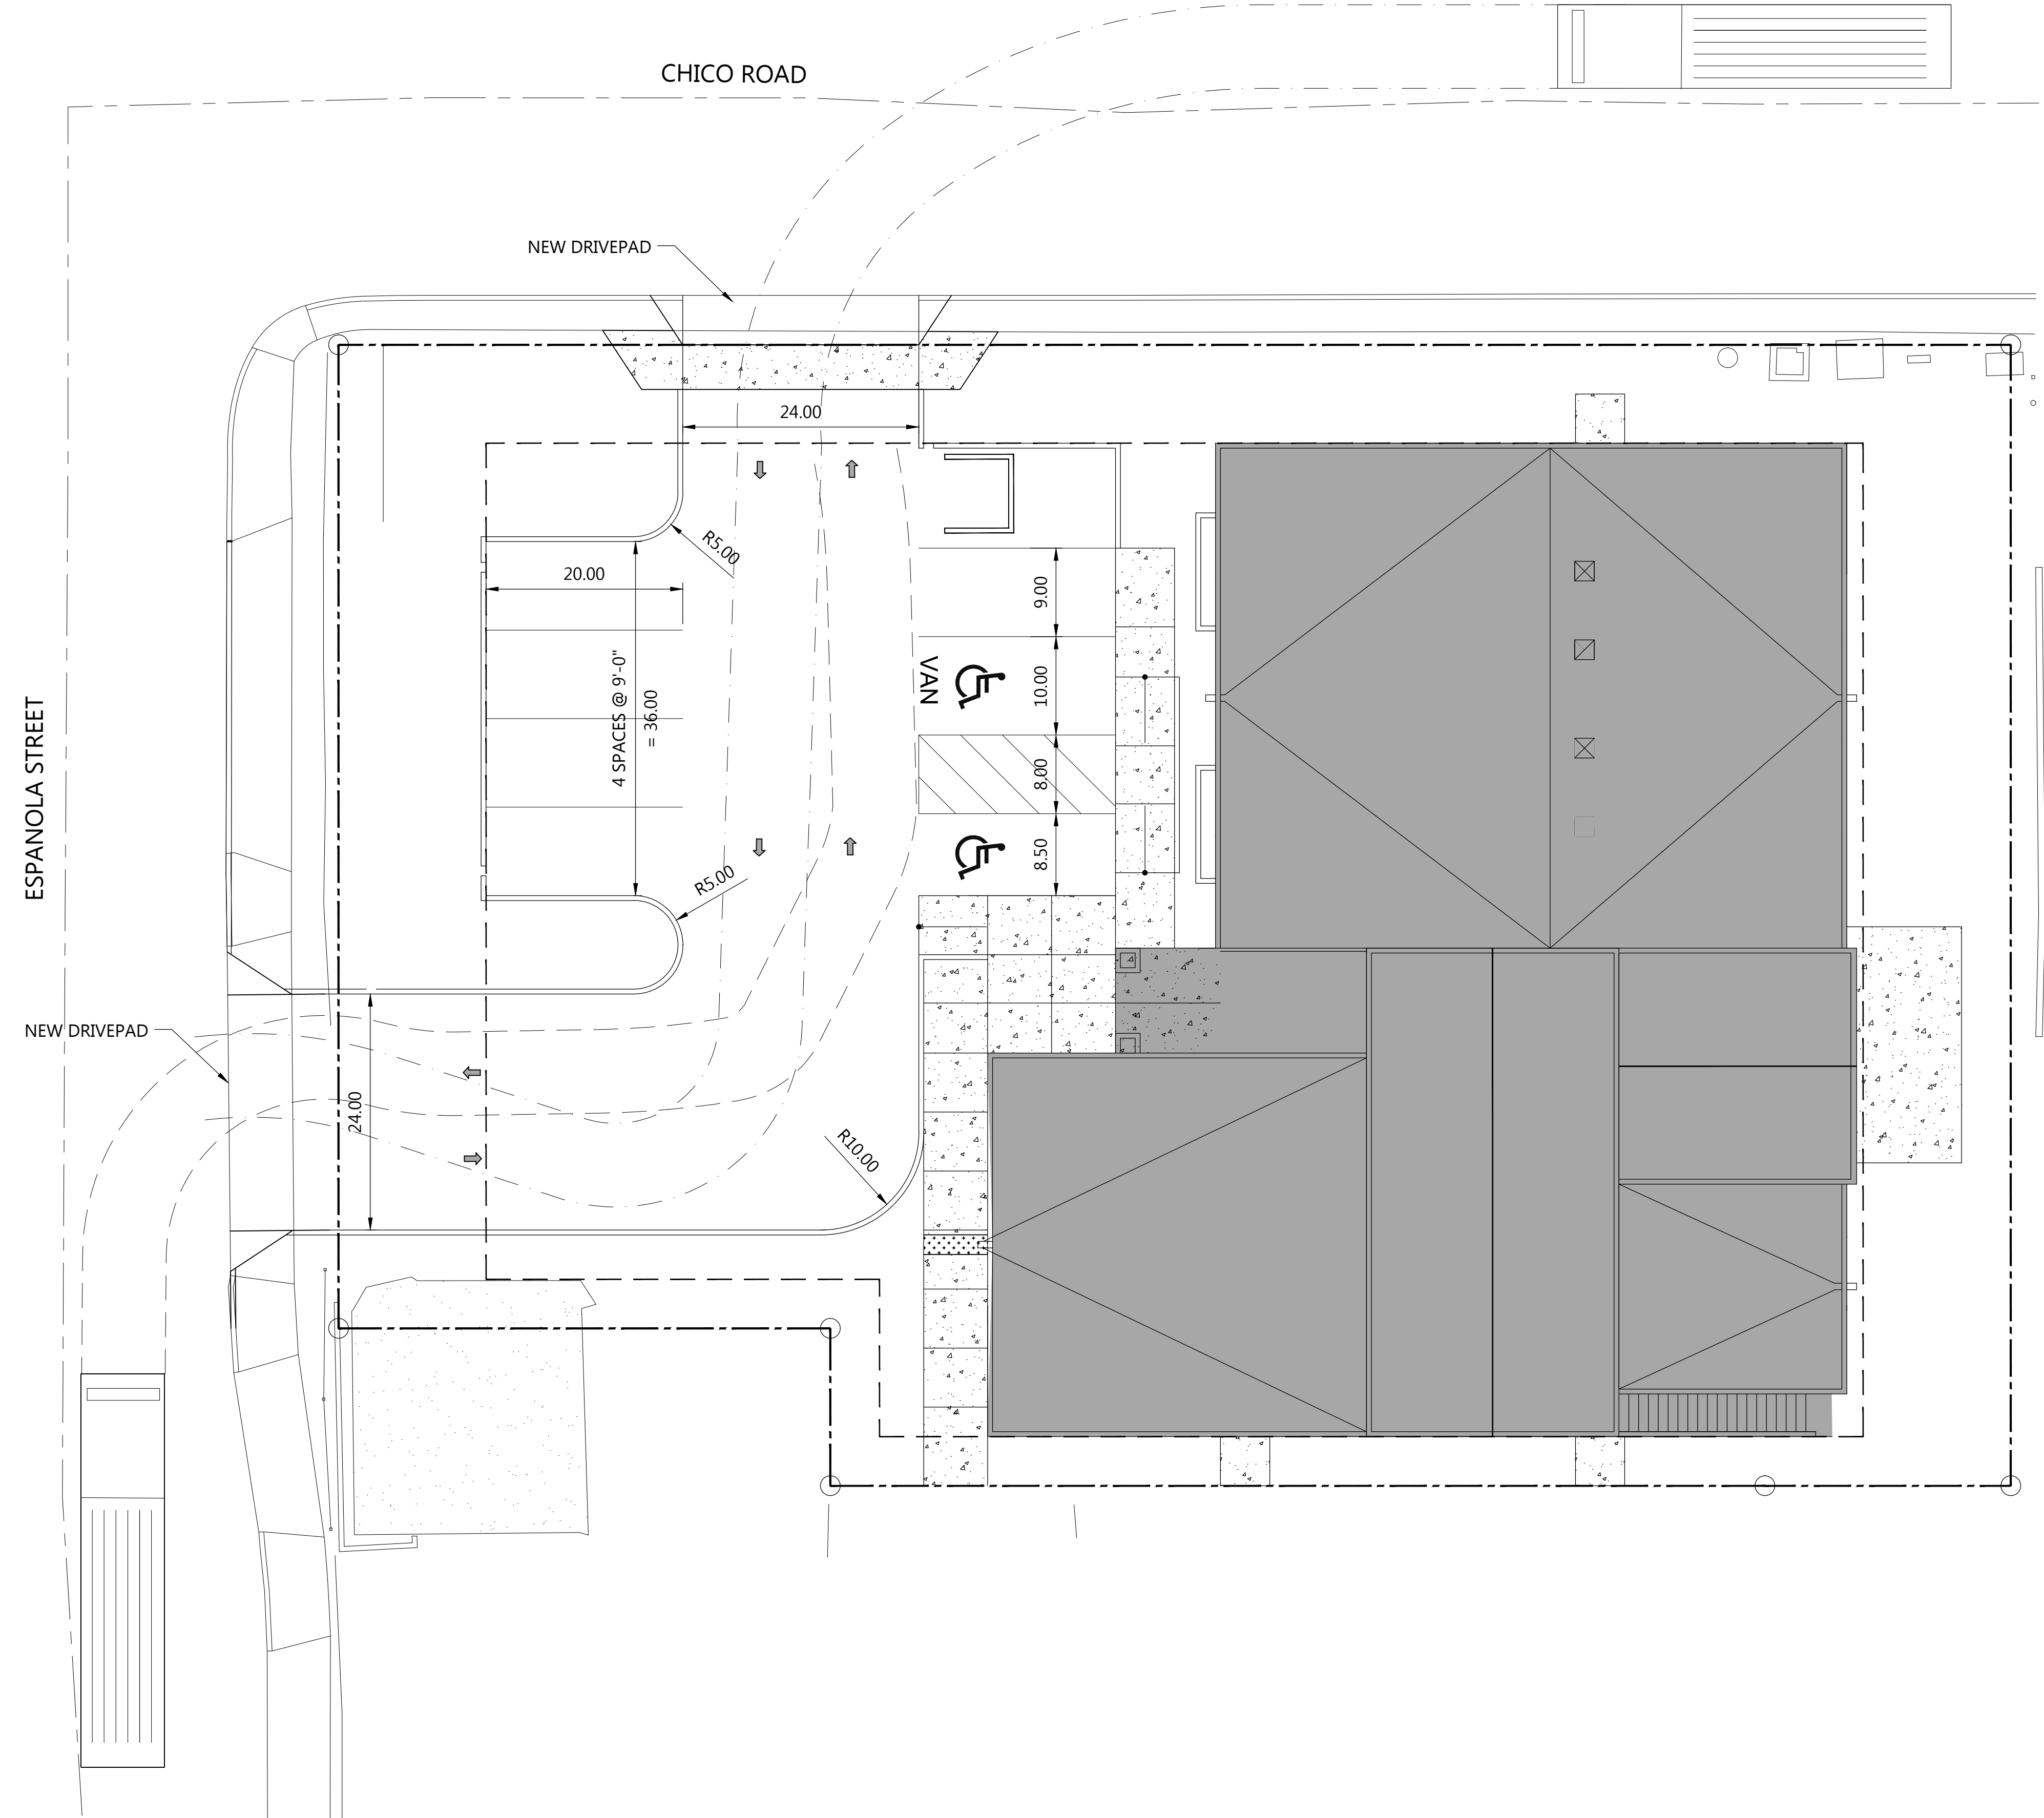 CHICO ROAD
NEW DRIVEPAD
24.00
R5.00
20.00
9.00
4 SPACES @ 9'-0"
= 36.00
VAN
10.00
8.00
8.50
R5.00
ESPANOLA STREET
NEW DRIVEPAD
24.00
R10.00